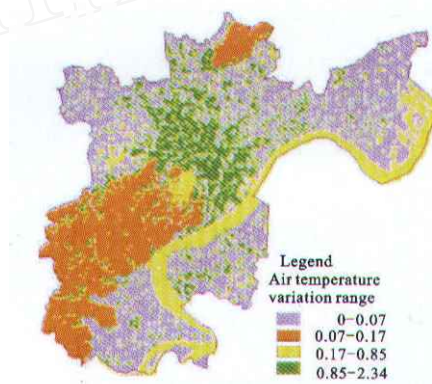 Legend
Air temperature
variation range
0-0.07
0.07-0.17
0.17-0.85
0.85-2.34